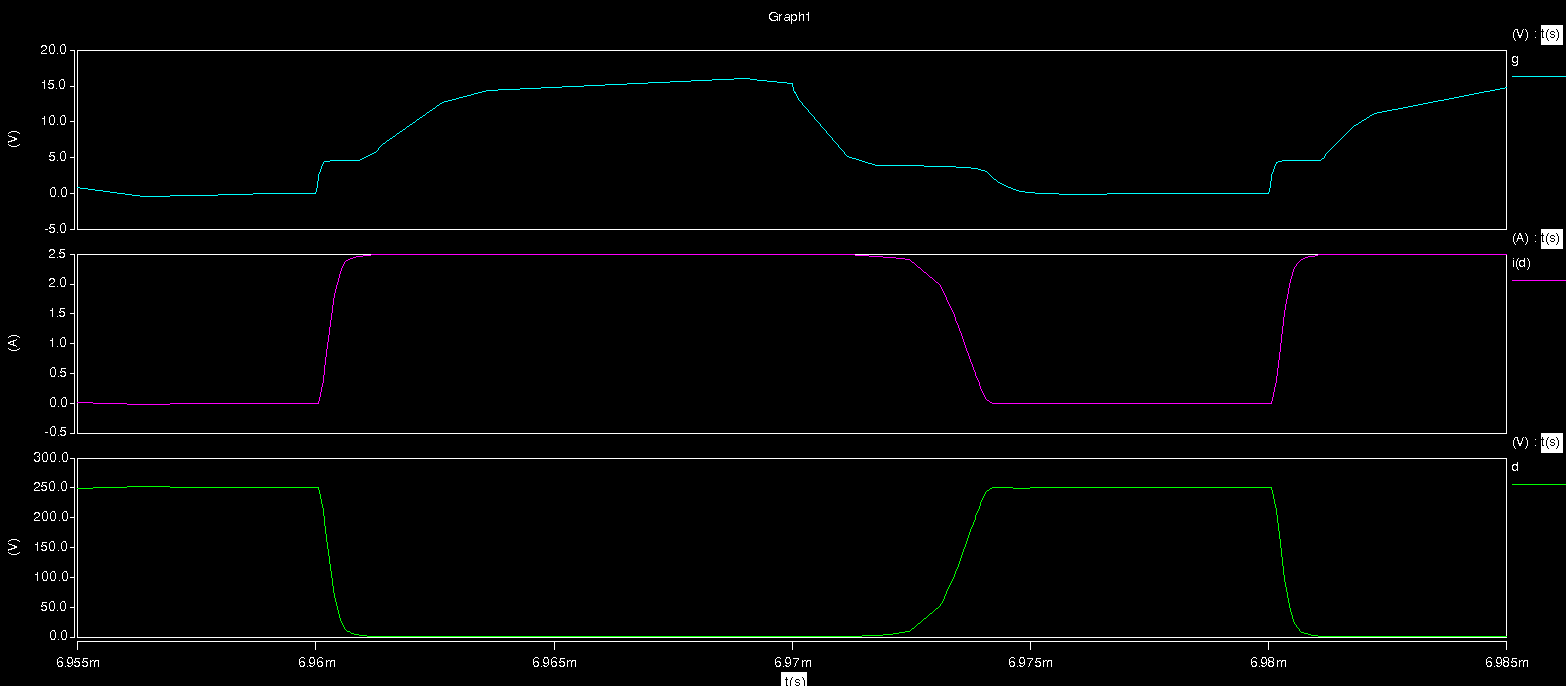 Graph1
(V) : t(s)
g
20.0
15.0
10.0
5.0
0.0
-5.0
(V)
(A) : t(s)
i(d)
2.5
2.0
1.5
1.0
0.5
0.0
-0.5
(A)
(V) : t(s)
d
300.0
250.0
200.0
150.0
100.0
50.0
0.0
(V)
6.955m 6.96m 6.965m 6.97m 6.975m 6.98m 6.985m
t(s)